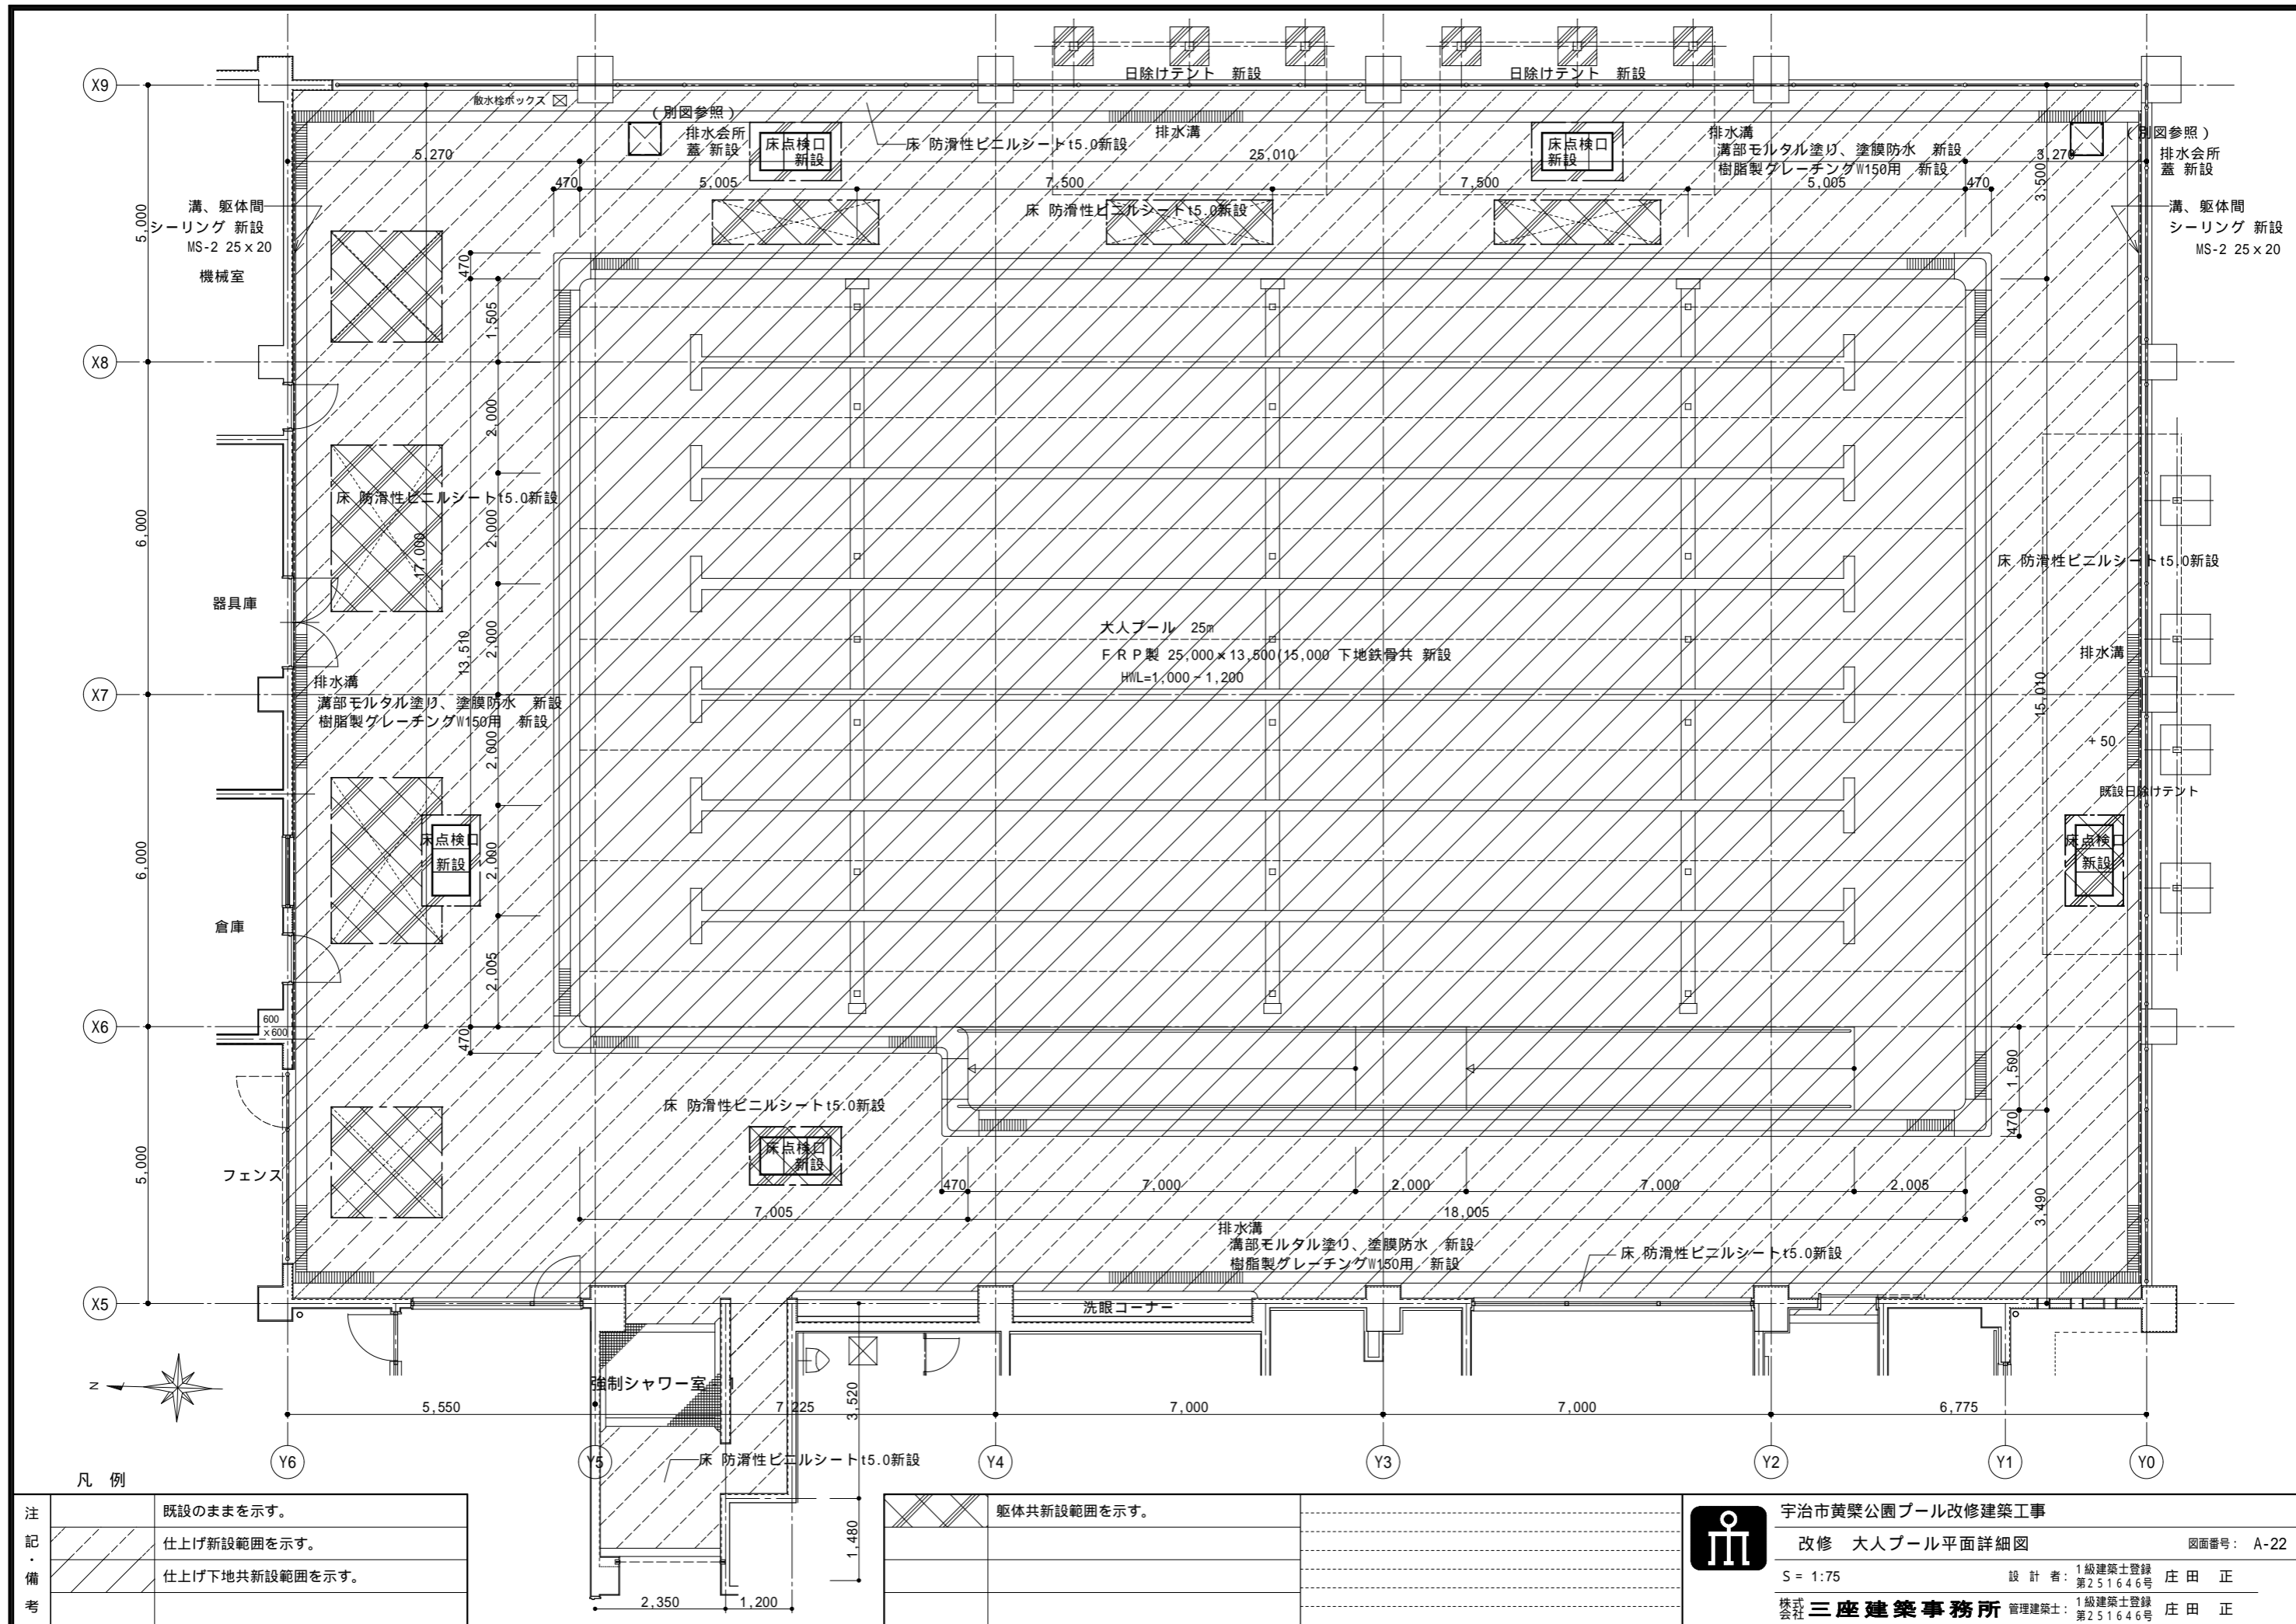 日除けテント　新設
日除けテント　新設
X9
散水栓ボックス
(別図参照)
排水会所
蓋 新設
床点検口
新設
床 防滑性ビニルシートt5.0新設
排水溝
床点検口
新設
排水溝
溝部モルタル塗り、塗膜防水　新設
樹脂製グレーチングW150用　新設
(別図参照)
排水会所
蓋 新設
5,270
25,010
3,270
3,500
470
5,005
7,500
7,500
5,005
470
5,000
溝、躯体間
シーリング 新設
MS-2 25ｘ20
機械室
床 防滑性ビニルシートt5.0新設
溝、躯体間
シーリング 新設
MS-2 25ｘ20
470
1,505
X8
2,000
床 防滑性ビニルシートt5.0新設
6,000
17,000
2,000
床 防滑性ビニルシートt5.0新設
器具庫
13,510
2,000
大人プール　25m
ＦＲＰ製 25,000×13,500(15,000 下地鉄骨共 新設
HWL=1,000～1,200
排水溝
15,010
X7
排水溝
溝部モルタル塗り、塗膜防水　新設
樹脂製グレーチングW150用　新設
2,000
+50
既設日除けテント
6,000
床点検口
新設
2,000
床点検口
新設
倉庫
2,005
X6
600
×600
470
1,500
470
床 防滑性ビニルシートt5.0新設
床点検口
新設
5,000
フェンス
470
7,000
2,000
7,000
2,005
7,005
18,005
3,490
排水溝
溝部モルタル塗り、塗膜防水　新設
樹脂製グレーチングW150用　新設
床 防滑性ビニルシートt5.0新設
X5
洗眼コーナー
N
強制シャワー室
3,520
5,550
7,225
7,000
7,000
6,775
Y6
Y5
Y4
Y3
Y2
Y1
Y0
床 防滑性ビニルシートt5.0新設
1,480
2,350
1,200
凡　例
注記・備考
既設のままを示す。
仕上げ新設範囲を示す。
仕上げ下地共新設範囲を示す。
躯体共新設範囲を示す。
宇治市黄檗公園プール改修建築工事
改修　大人プール平面詳細図
図面番号： A-22
S = 1:75
設 計 者：
1級建築士登録
第251646号
庄 田　正
株式会社 三座建築事務所
管理建築士：
1級建築士登録
第251646号
庄 田　正